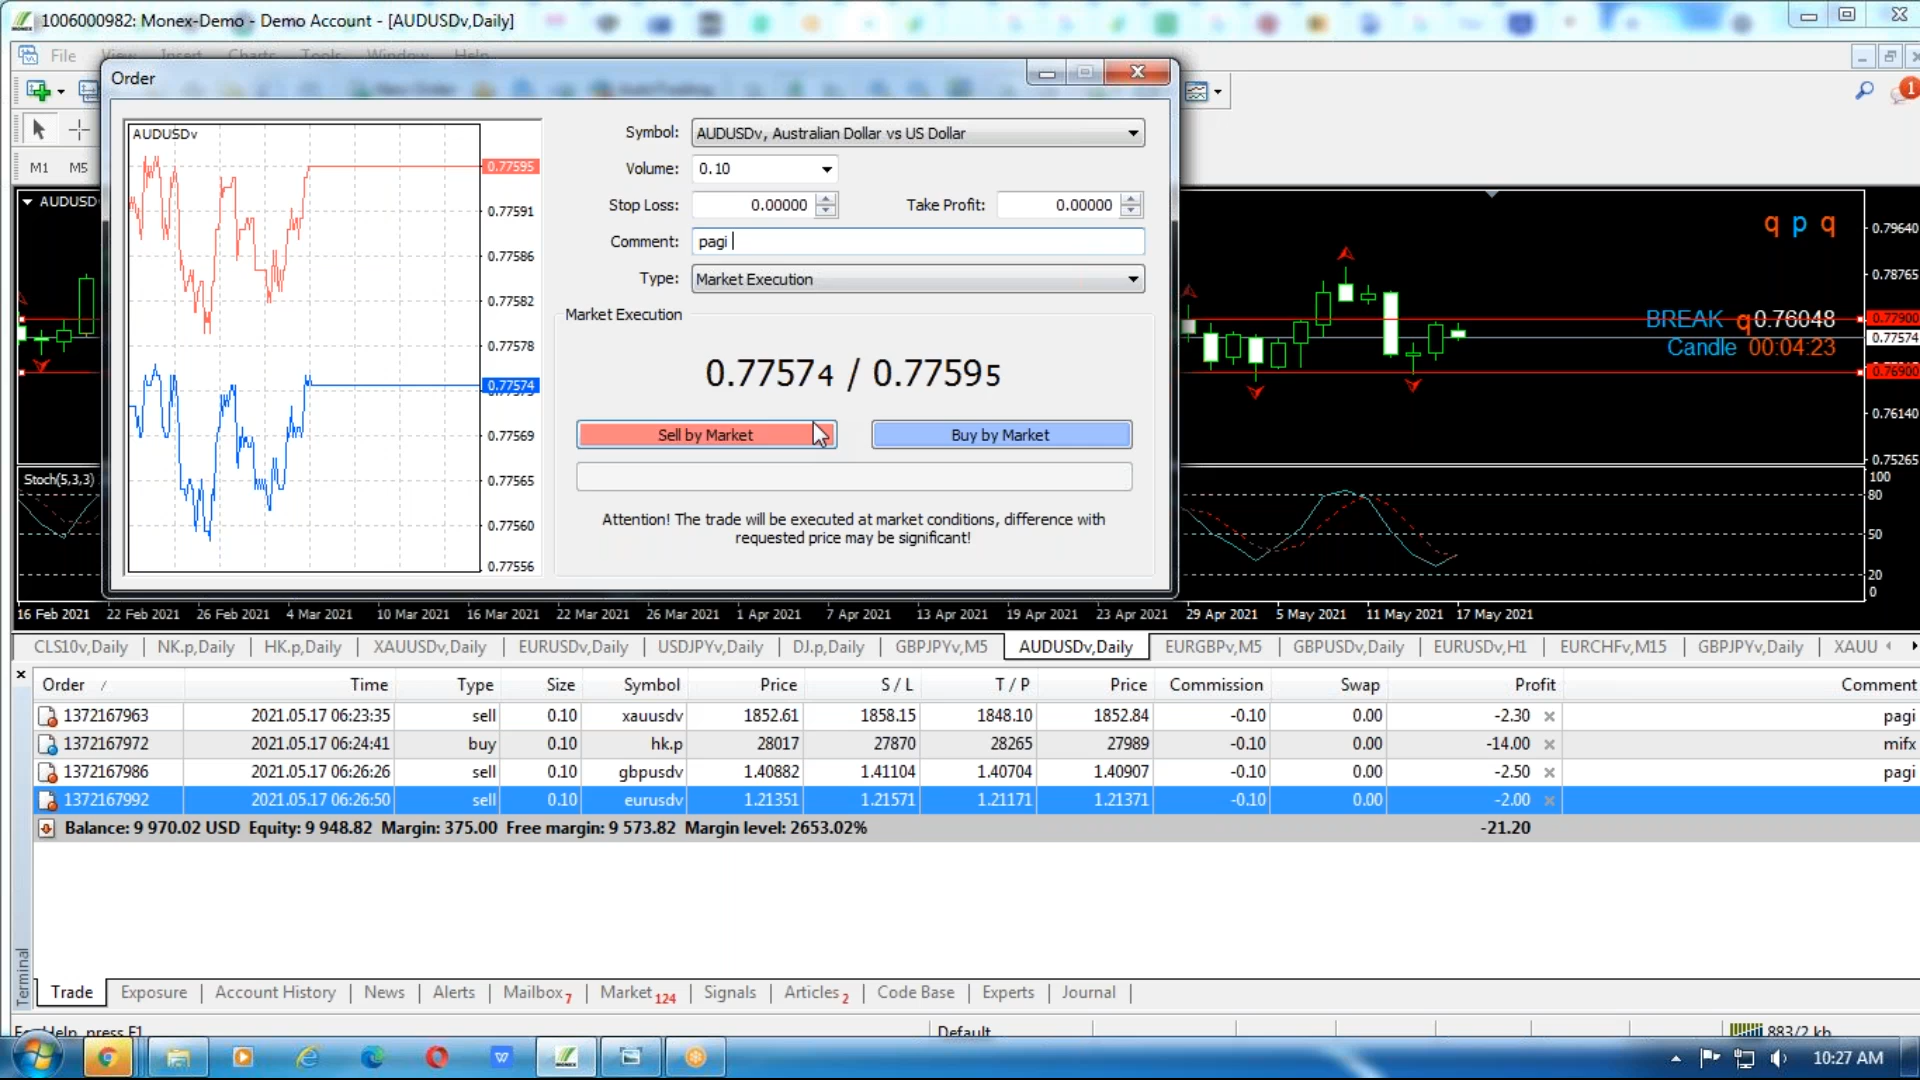 1006000982: Monex-Demo - Demo Account - [AUDUSDv,Daily]
File View Insert Charts Tools Window Help
Order
M1 M5
AUDUSD
AUDUSDv
0.77595
0.77591
0.77586
0.77582
0.77578
0.77574
0.77569
0.77565
0.77560
0.77556
Symbol: AUDUSDv, Australian Dollar vs US Dollar
Volume: 0.10
Stop Loss: 0.00000 Take Profit: 0.00000
Comment: pagi
Type: Market Execution
Market Execution
0.77574 / 0.77595
Sell by Market Buy by Market
Attention! The trade will be executed at market conditions, difference with
requested price may be significant!
1
q p q
BREAK q0.76048
Candle 00:04:23
0.79640
0.78765
0.77900
0.77574
0.76900
0.76140
0.75265
Stoch(5,3,3)
100
80
50
20
0
16 Feb 2021 22 Feb 2021 26 Feb 2021 4 Mar 2021 10 Mar 2021 16 Mar 2021 22 Mar 2021 26 Mar 2021 1 Apr 2021 7 Apr 2021 13 Apr 2021 19 Apr 2021 23 Apr 2021 29 Apr 2021 5 May 2021 11 May 2021 17 May 2021
CLS10v,Daily NK.p,Daily HK.p,Daily XAUUSDv,Daily EURUSDv,Daily USDJPYv,Daily DJ.p,Daily GBPJPYv,M5 AUDUSDv,Daily EURGBPv,M5 GBPUSDv,Daily EURUSDv,H1 EURCHFv,M15 GBPJPYv,Daily XAUU
Order / Time Type Size Symbol Price S / L T / P Price Commission Swap Profit Comment
1372167963 2021.05.17 06:23:35 sell 0.10 xauusdv 1852.61 1858.15 1848.10 1852.84 -0.10 0.00 -2.30 pagi
1372167972 2021.05.17 06:24:41 buy 0.10 hk.p 28017 27870 28265 27989 -0.10 0.00 -14.00 mifx
1372167986 2021.05.17 06:26:26 sell 0.10 gbpusdv 1.40882 1.41104 1.40704 1.40907 -0.10 0.00 -2.50 pagi
1372167992 2021.05.17 06:26:50 sell 0.10 eurusdv 1.21351 1.21571 1.21171 1.21371 -0.10 0.00 -2.00
Balance: 9 970.02 USD Equity: 9 948.82 Margin: 375.00 Free margin: 9 573.82 Margin level: 2653.02% -21.20
Terminal
Trade Exposure Account History News Alerts Mailbox 7 Market 124 Signals Articles 2 Code Base Experts Journal
Help, press F1 Default 883/2 kb
10:27 AM